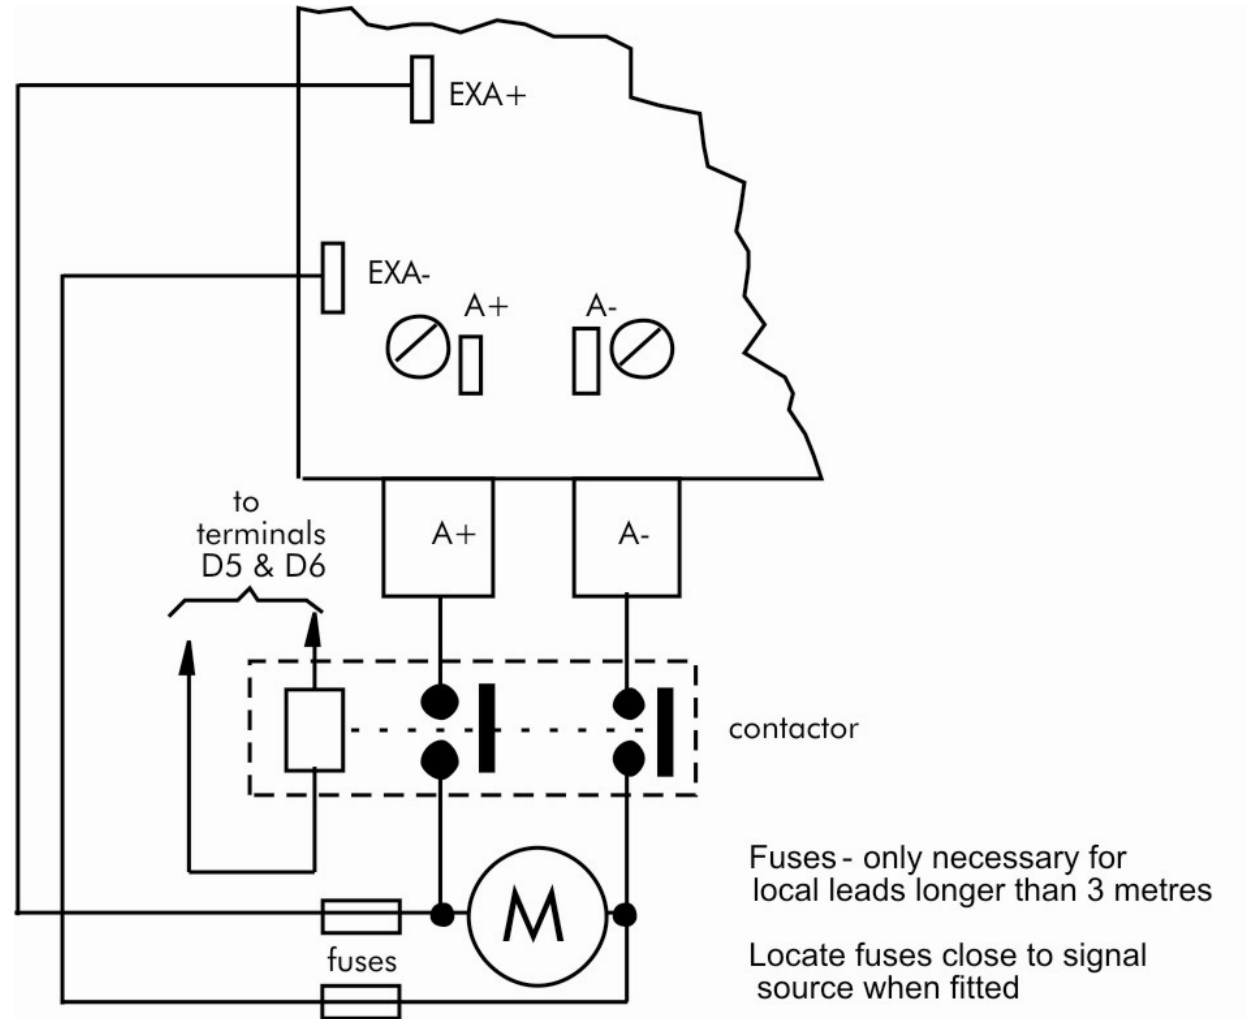 EXA+
EXA-
A+
A-
to
terminals
D5 & D6
A+
A-
contactor
M
fuses
Fuses - only necessary for
local leads longer than 3 metres
Locate fuses close to signal
source when fitted